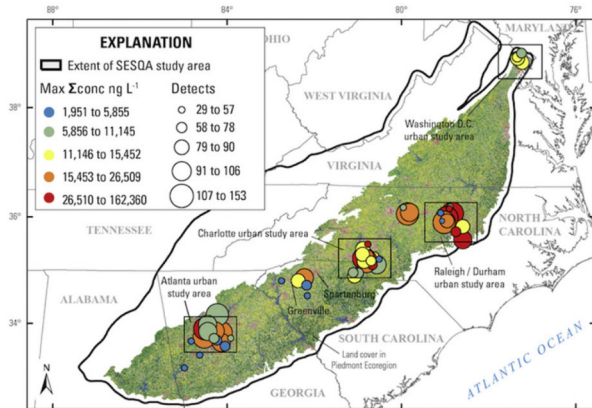 84°
80°
76°
EXPLANATION
Extent of SESQA study area
Max Σconc ng L⁻¹
Detects
1,951 to 5,855
5,856 to 11,145
11,146 to 15,452
15,453 to 26,509
26,510 to 162,360
29 to 57
58 to 78
79 to 90
91 to 106
107 to 153
OHIO
MARYLAND
WEST VIRGINIA
38°
Washington D.C.
urban study area
VIRGINIA
36°
TENNESSEE
NORTH
CAROLINA
Charlotte urban study area
Raleigh / Durham
urban study area
Atlanta urban
study area
Spartanburg
Greenville
ALABAMA
34°
SOUTH CAROLINA
Land cover in
Piedmont Ecoregion
GEORGIA
ATLANTIC OCEAN
N